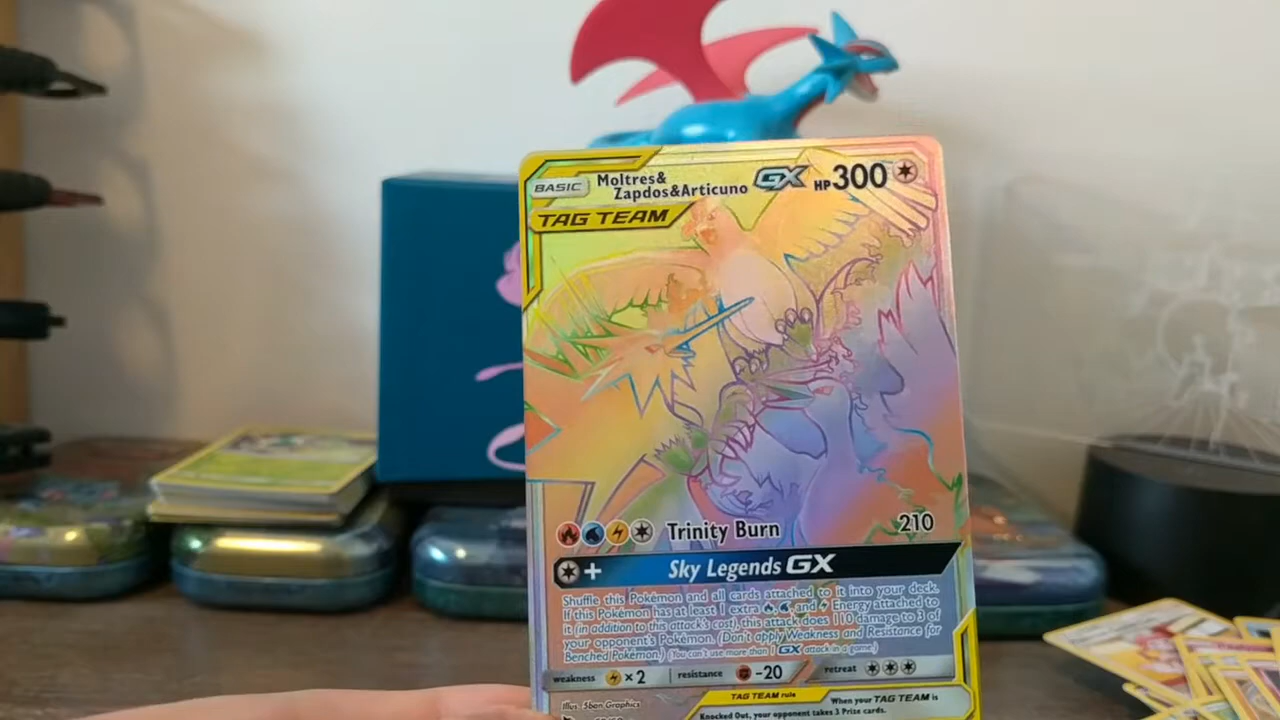 BASIC Moltres& Zapdos&Articuno GX HP300
TAG TEAM
Trinity Burn 210
+ Sky Legends GX
Shuffle this Pokémon and all cards attached to it into your deck.
If this Pokémon has at least 1 extra , , and Energy attached to
it (in addition to this attack's cost), this attack does 110 damage to 3 of
your opponent's Pokémon. (Don't apply Weakness and Resistance for
Benched Pokémon.) (You can't use more than 1 GX attack in a game.)
weakness ×2 resistance -20 retreat
Illus. 5ban Graphics
TAG TEAM rule When your TAG TEAM is
Knocked Out, your opponent takes 3 Prize cards.